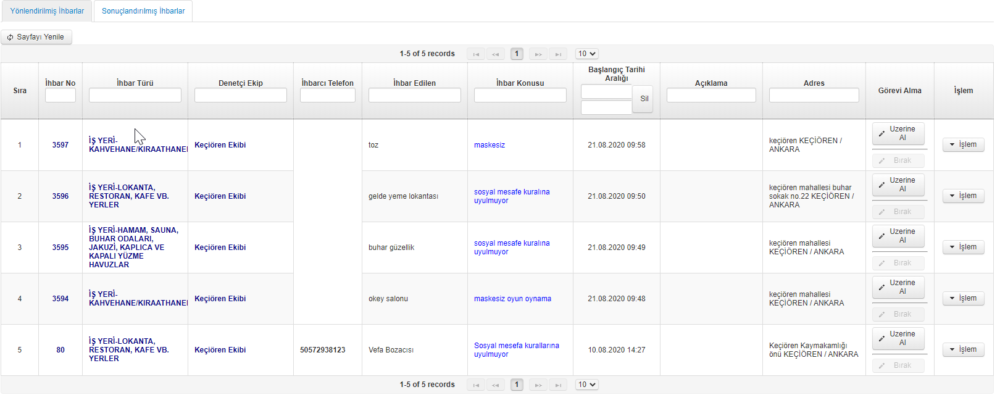 Yönlendirilmiş İhbarlar
Sonuçlandırılmış İhbarlar
Sayfayı Yenile
1-5 of 5 records
1
10
Sıra
İhbar No
İhbar Türü
Denetçi Ekip
İhbarcı Telefon
İhbar Edilen
İhbar Konusu
Başlangıç Tarihi
Aralığı
Sil
Açıklama
Adres
Görevi Alma
İşlem
1
3597
İŞ YERİ-
KAHVEHANE/KIRAATHANE
Keçiören Ekibi
toz
maskesiz
21.08.2020 09:58
keçiören KEÇİÖREN /
ANKARA
Uzerine
Al
Bırak
İşlem
2
3596
İŞ YERİ-LOKANTA,
RESTORAN, KAFE VB.
YERLER
Keçiören Ekibi
gelde yeme lokantası
sosyal mesafe kuralına
uyulmuyor
21.08.2020 09:50
keçiören mahallesi buhar
sokak no.22 KEÇİÖREN /
ANKARA
Uzerine
Al
Bırak
İşlem
3
3595
İŞ YERİ-HAMAM, SAUNA,
BUHAR ODALARI,
JAKUZİ, KAPLICA VE
KAPALI YÜZME
HAVUZLAR
Keçiören Ekibi
buhar güzellik
sosyal mesafe kuralına
uyulmuyor
21.08.2020 09:49
keçiören mahallesi
KEÇİÖREN / ANKARA
Uzerine
Al
Bırak
İşlem
4
3594
İŞ YERİ-
KAHVEHANE/KIRAATHANE
Keçiören Ekibi
okey salonu
maskesiz oyun oynama
21.08.2020 09:48
keçiören mahallesi
KEÇİÖREN / ANKARA
Uzerine
Al
Bırak
İşlem
5
80
İŞ YERİ-LOKANTA,
RESTORAN, KAFE VB.
YERLER
Keçiören Ekibi
50572938123
Vefa Bozacısı
Sosyal mesefa kurallarına
uyulmuyor
10.08.2020 14:27
Keçiören Kaymakamlığı
önü KEÇİÖREN / ANKARA
Uzerine
Al
Bırak
İşlem
1-5 of 5 records
1
10